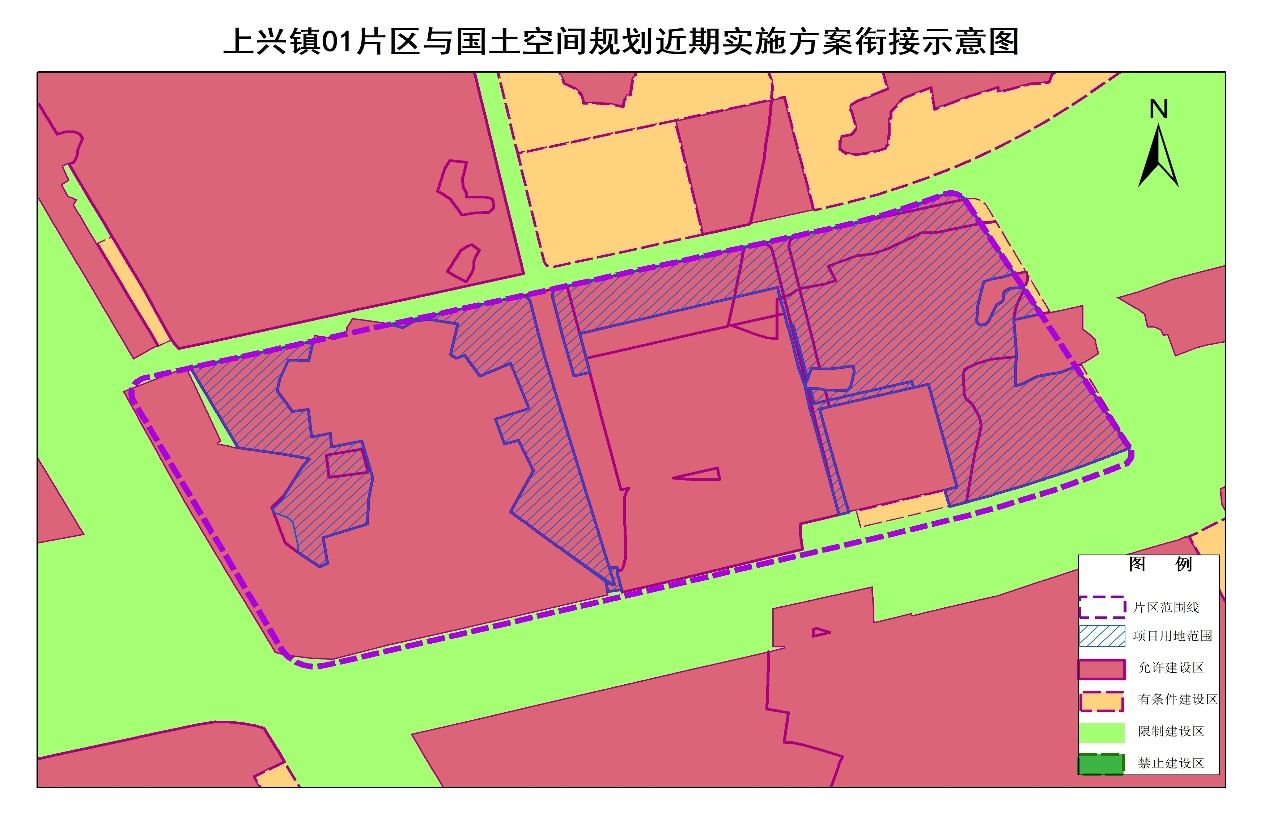 上兴镇01片区与国土空间规划近期实施方案衔接示意图
N
图 例
片区范围线
项目用地范围
允许建设区
有条件建设区
限制建设区
禁止建设区